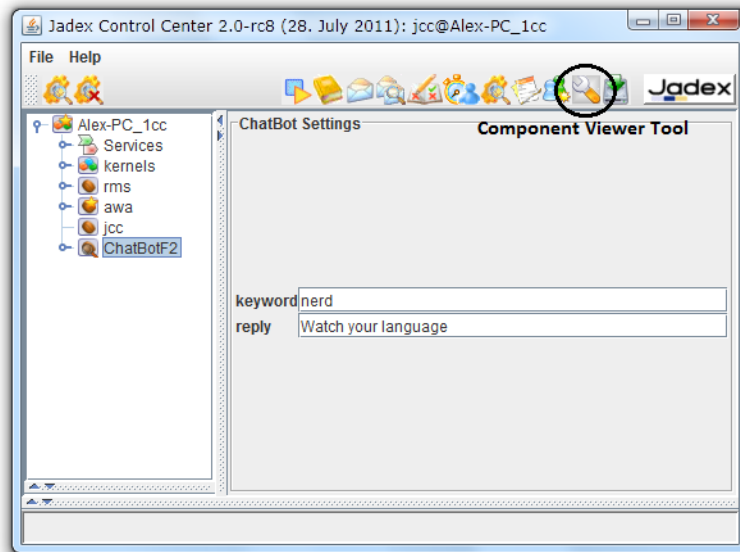 Jadex Control Center 2.0-rc8 (28. July 2011): jcc@Alex-PC_1cc
File Help
Jadex
Alex-PC_1cc
Services
kernels
rms
awa
jcc
ChatBotF2
ChatBot Settings
Component Viewer Tool
keyword nerd
reply Watch your language